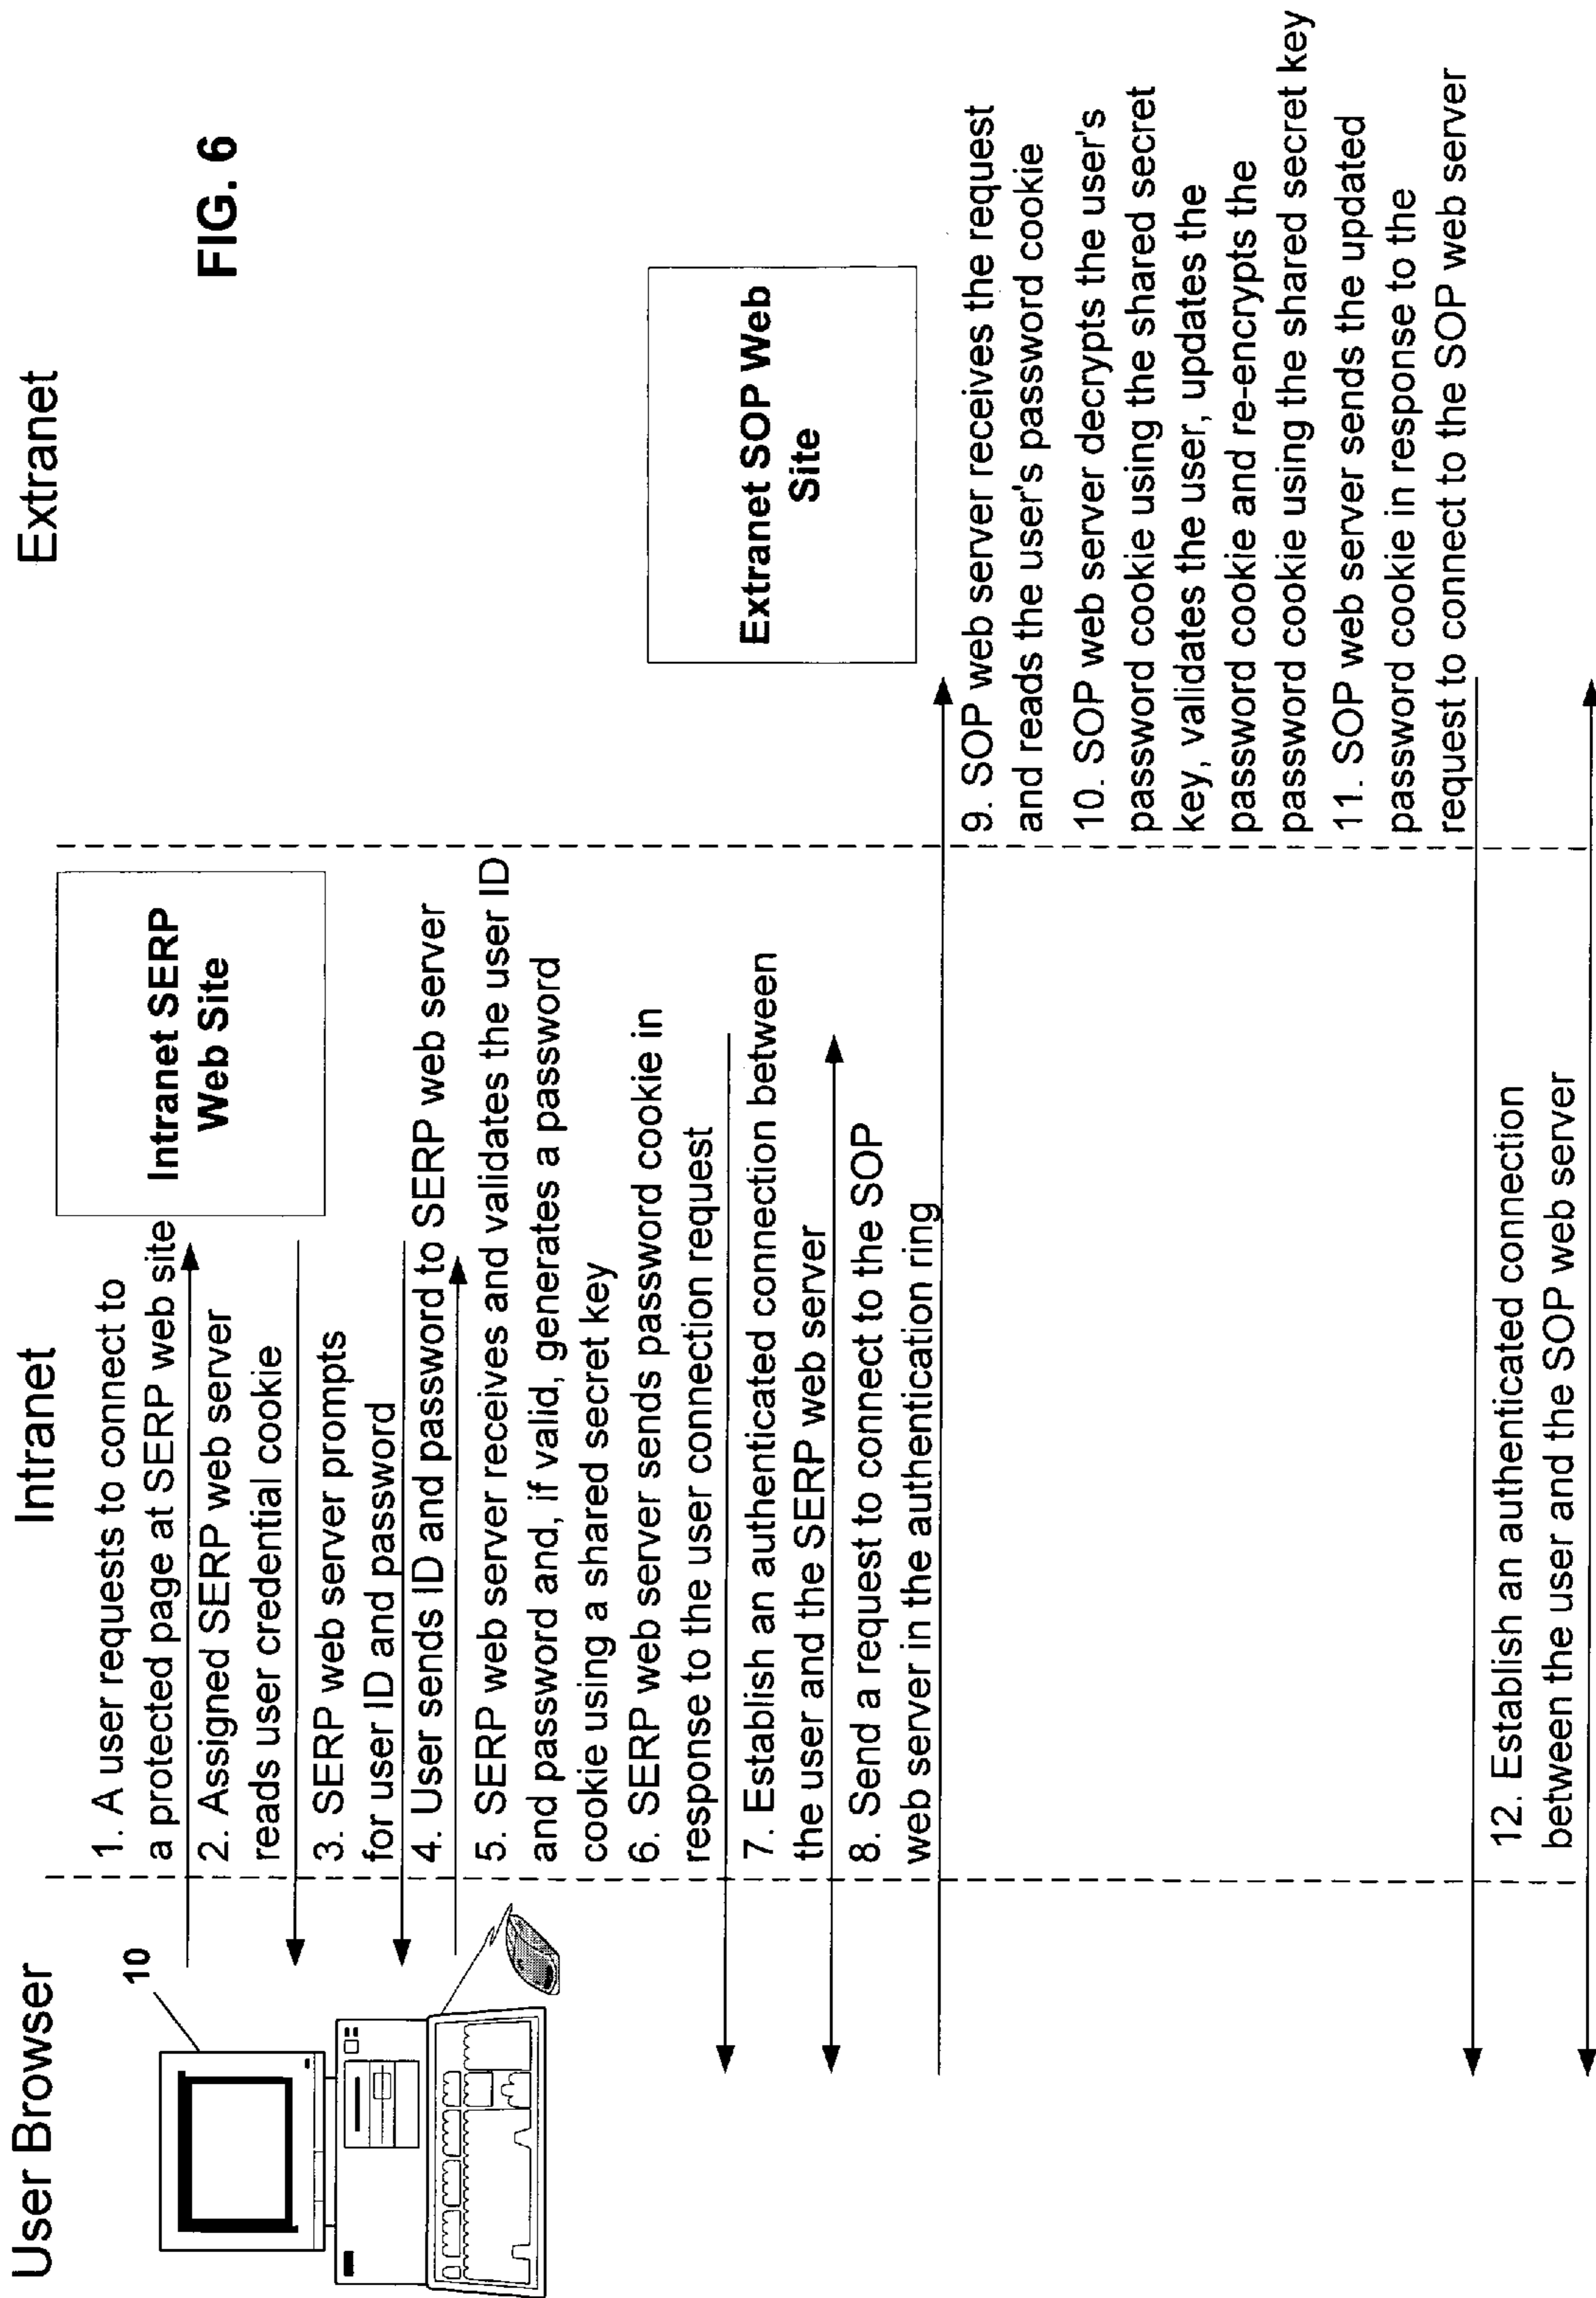 User Browser
Intranet
Extranet
FIG. 6
10
Intranet SERP
Web Site
1. A user requests to connect to
a protected page at SERP web site
2. Assigned SERP web server
reads user credential cookie
3. SERP web server prompts
for user ID and password
4. User sends ID and password to SERP web server
5. SERP web server receives and validates the user ID
and password and, if valid, generates a password
cookie using a shared secret key
6. SERP web server sends password cookie in
response to the user connection request
7. Establish an authenticated connection between
the user and the SERP web server
8. Send a request to connect to the SOP
web server in the authentication ring
Extranet SOP Web
Site
9. SOP web server receives the request
and reads the user's password cookie
10. SOP web server decrypts the user's
password cookie using the shared secret
key, validates the user, updates the
password cookie and re-encrypts the
password cookie using the shared secret key
11. SOP web server sends the updated
password cookie in response to the
request to connect to the SOP web server
12. Establish an authenticated connection
between the user and the SOP web server